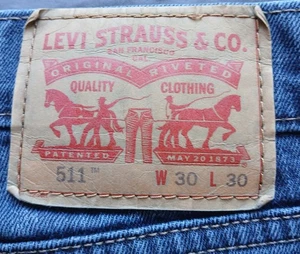 LEVI STRAUSS & CO.
SAN FRANCISCO
CAL.
ORIGINAL RIVETED
QUALITY CLOTHING
PATENTED MAY 20 1873
511™ W 30 L 30